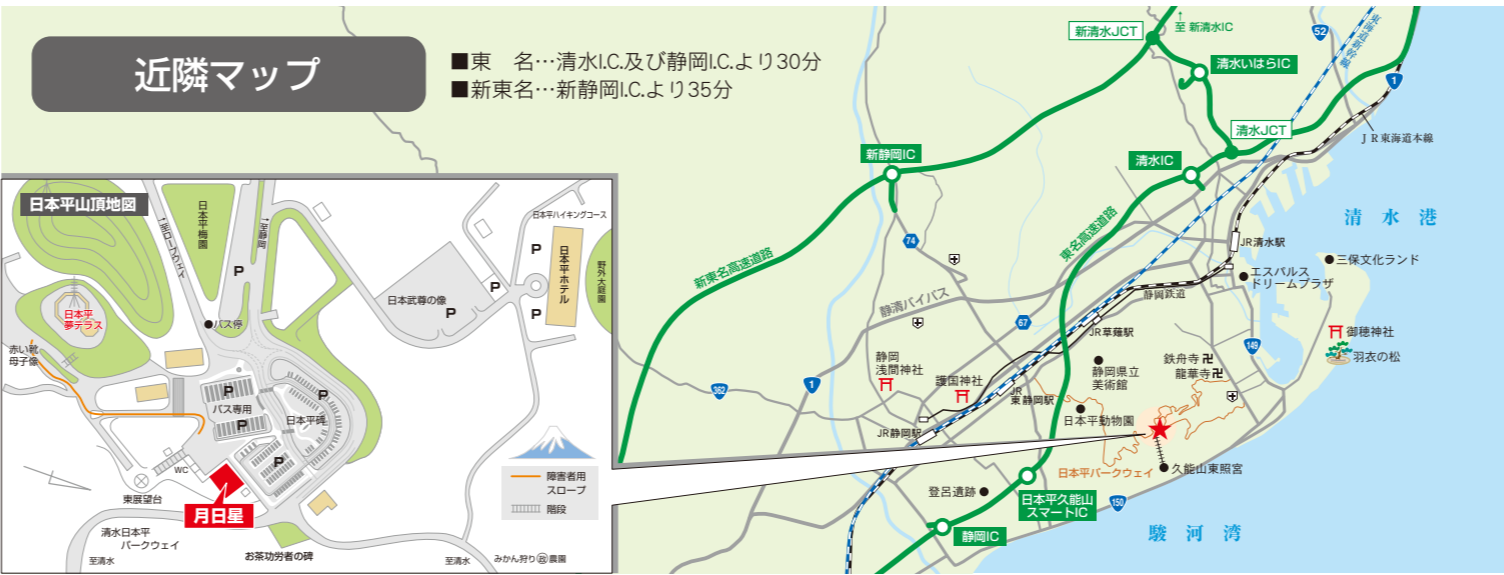 近隣マップ
■東　名…清水I.C.及び静岡I.C.より30分
■新東名…新静岡I.C.より35分
新清水JCT
↑
至 新清水IC
52
東海道新幹線
清水いはらIC
1
清水JCT
JR東海道本線
新静岡IC
清水IC
清水港
74
東名高速道路
新東名高速道路
JR清水駅
三保文化ランド
エスパルス
ドリームプラザ
静岡鉄道
静清バイパス
67
JR草薙駅
149
御穂神社
羽衣の松
静岡
浅間神社
護国神社
静岡県立
美術館
鉄舟寺
龍華寺
362
1
JR
東静岡駅
日本平動物園
JR静岡駅
日本平パークウェイ
久能山東照宮
登呂遺跡
日本平久能山
スマートIC
150
静岡IC
駿河湾
日本平山頂地図
日本平梅園
↑至ロープウェイ
↑至静岡
P
日本平ハイキングコース
P
日本平ホテル
野外大庭園
P
P
日本武尊の像
P
日本平
夢テラス
バス停
赤い靴
母子像
P
バス専用
P
P
日本平碑
P
WC
東展望台
月日星
障害者用
スロープ
階段
清水日本平
パークウェイ
至清水
お茶功労者の碑
至清水
みかん狩り農園